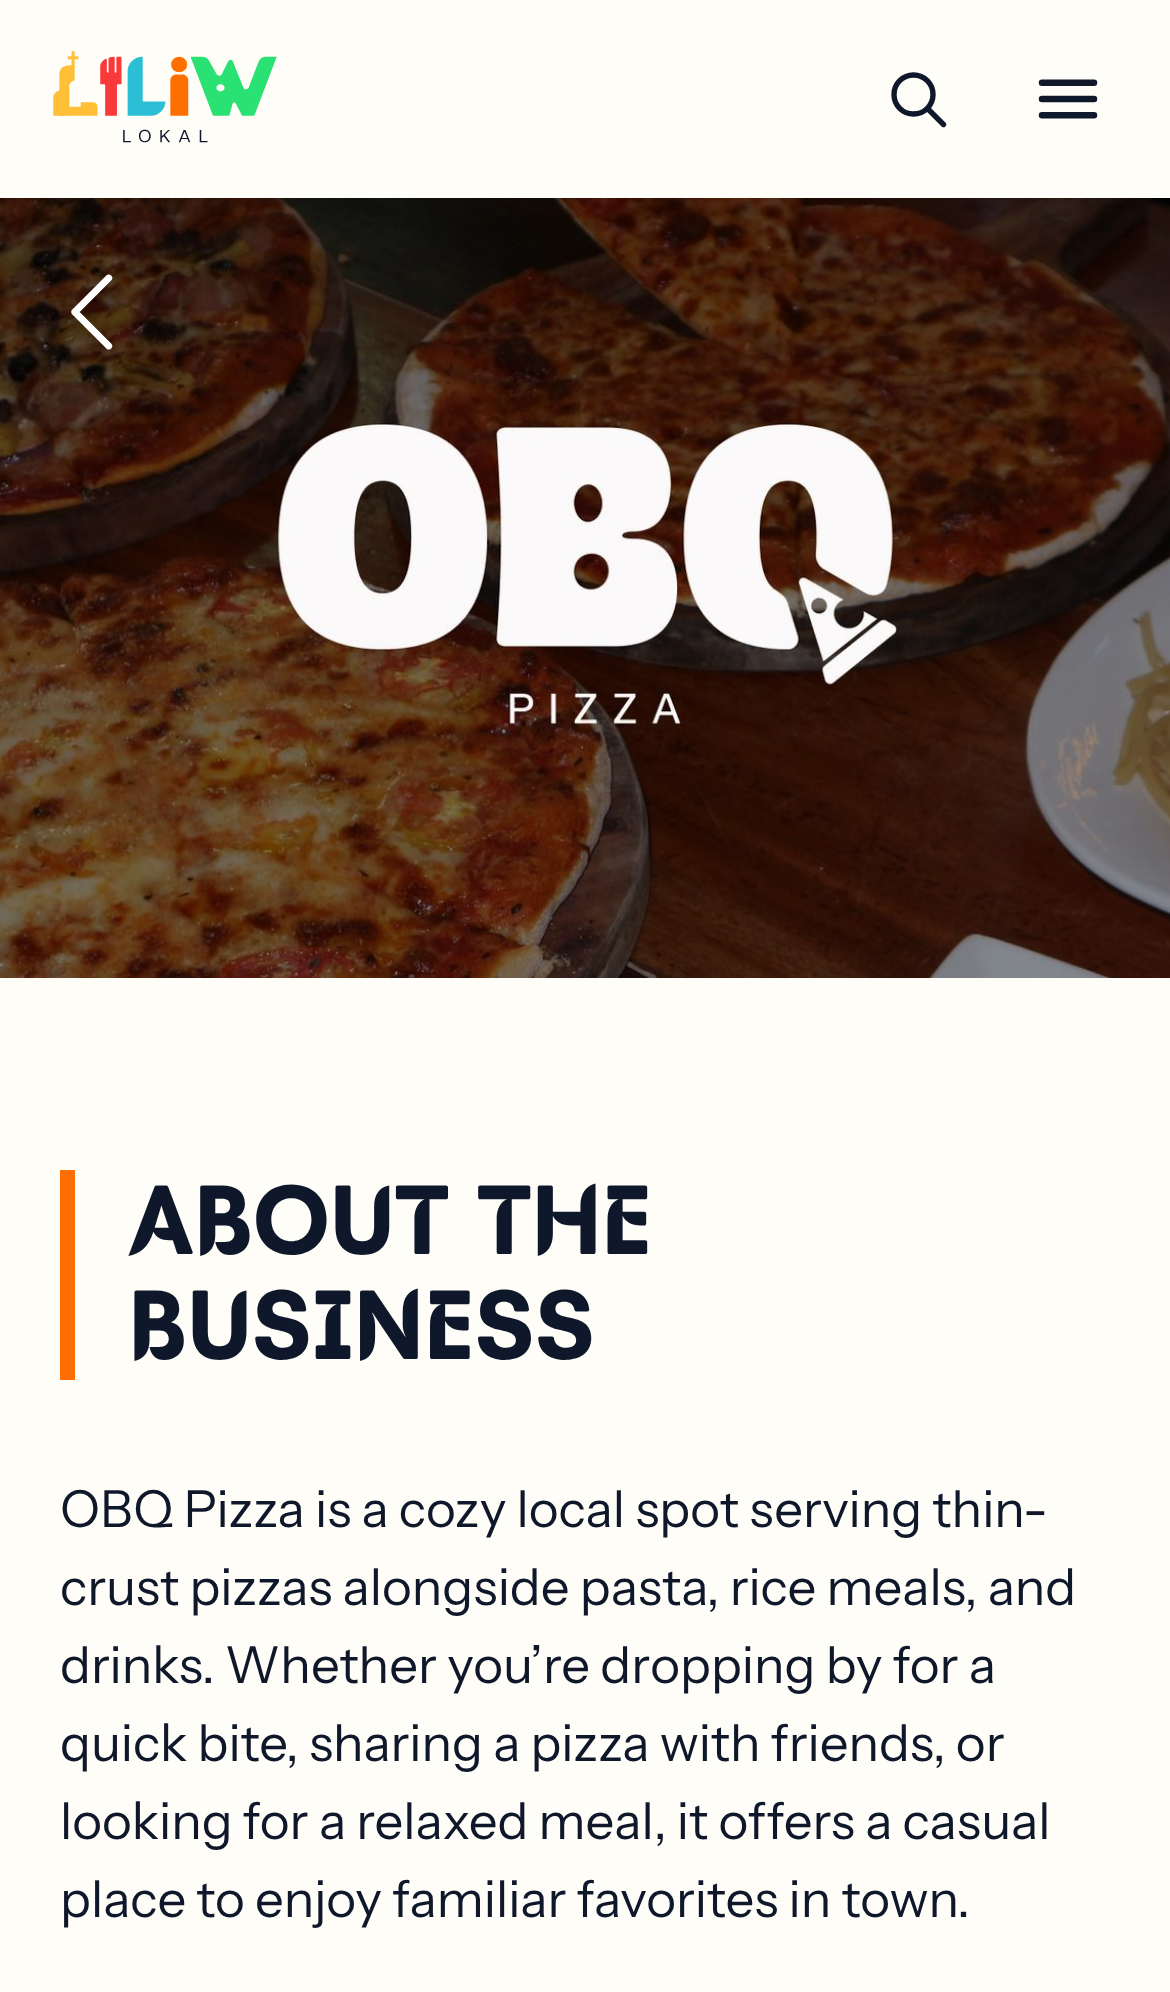 LiLiW
LOKAL
OBQ
PIZZA
ABOUT THE
BUSINESS
OBQ Pizza is a cozy local spot serving thin-
crust pizzas alongside pasta, rice meals, and
drinks. Whether you’re dropping by for a
quick bite, sharing a pizza with friends, or
looking for a relaxed meal, it offers a casual
place to enjoy familiar favorites in town.